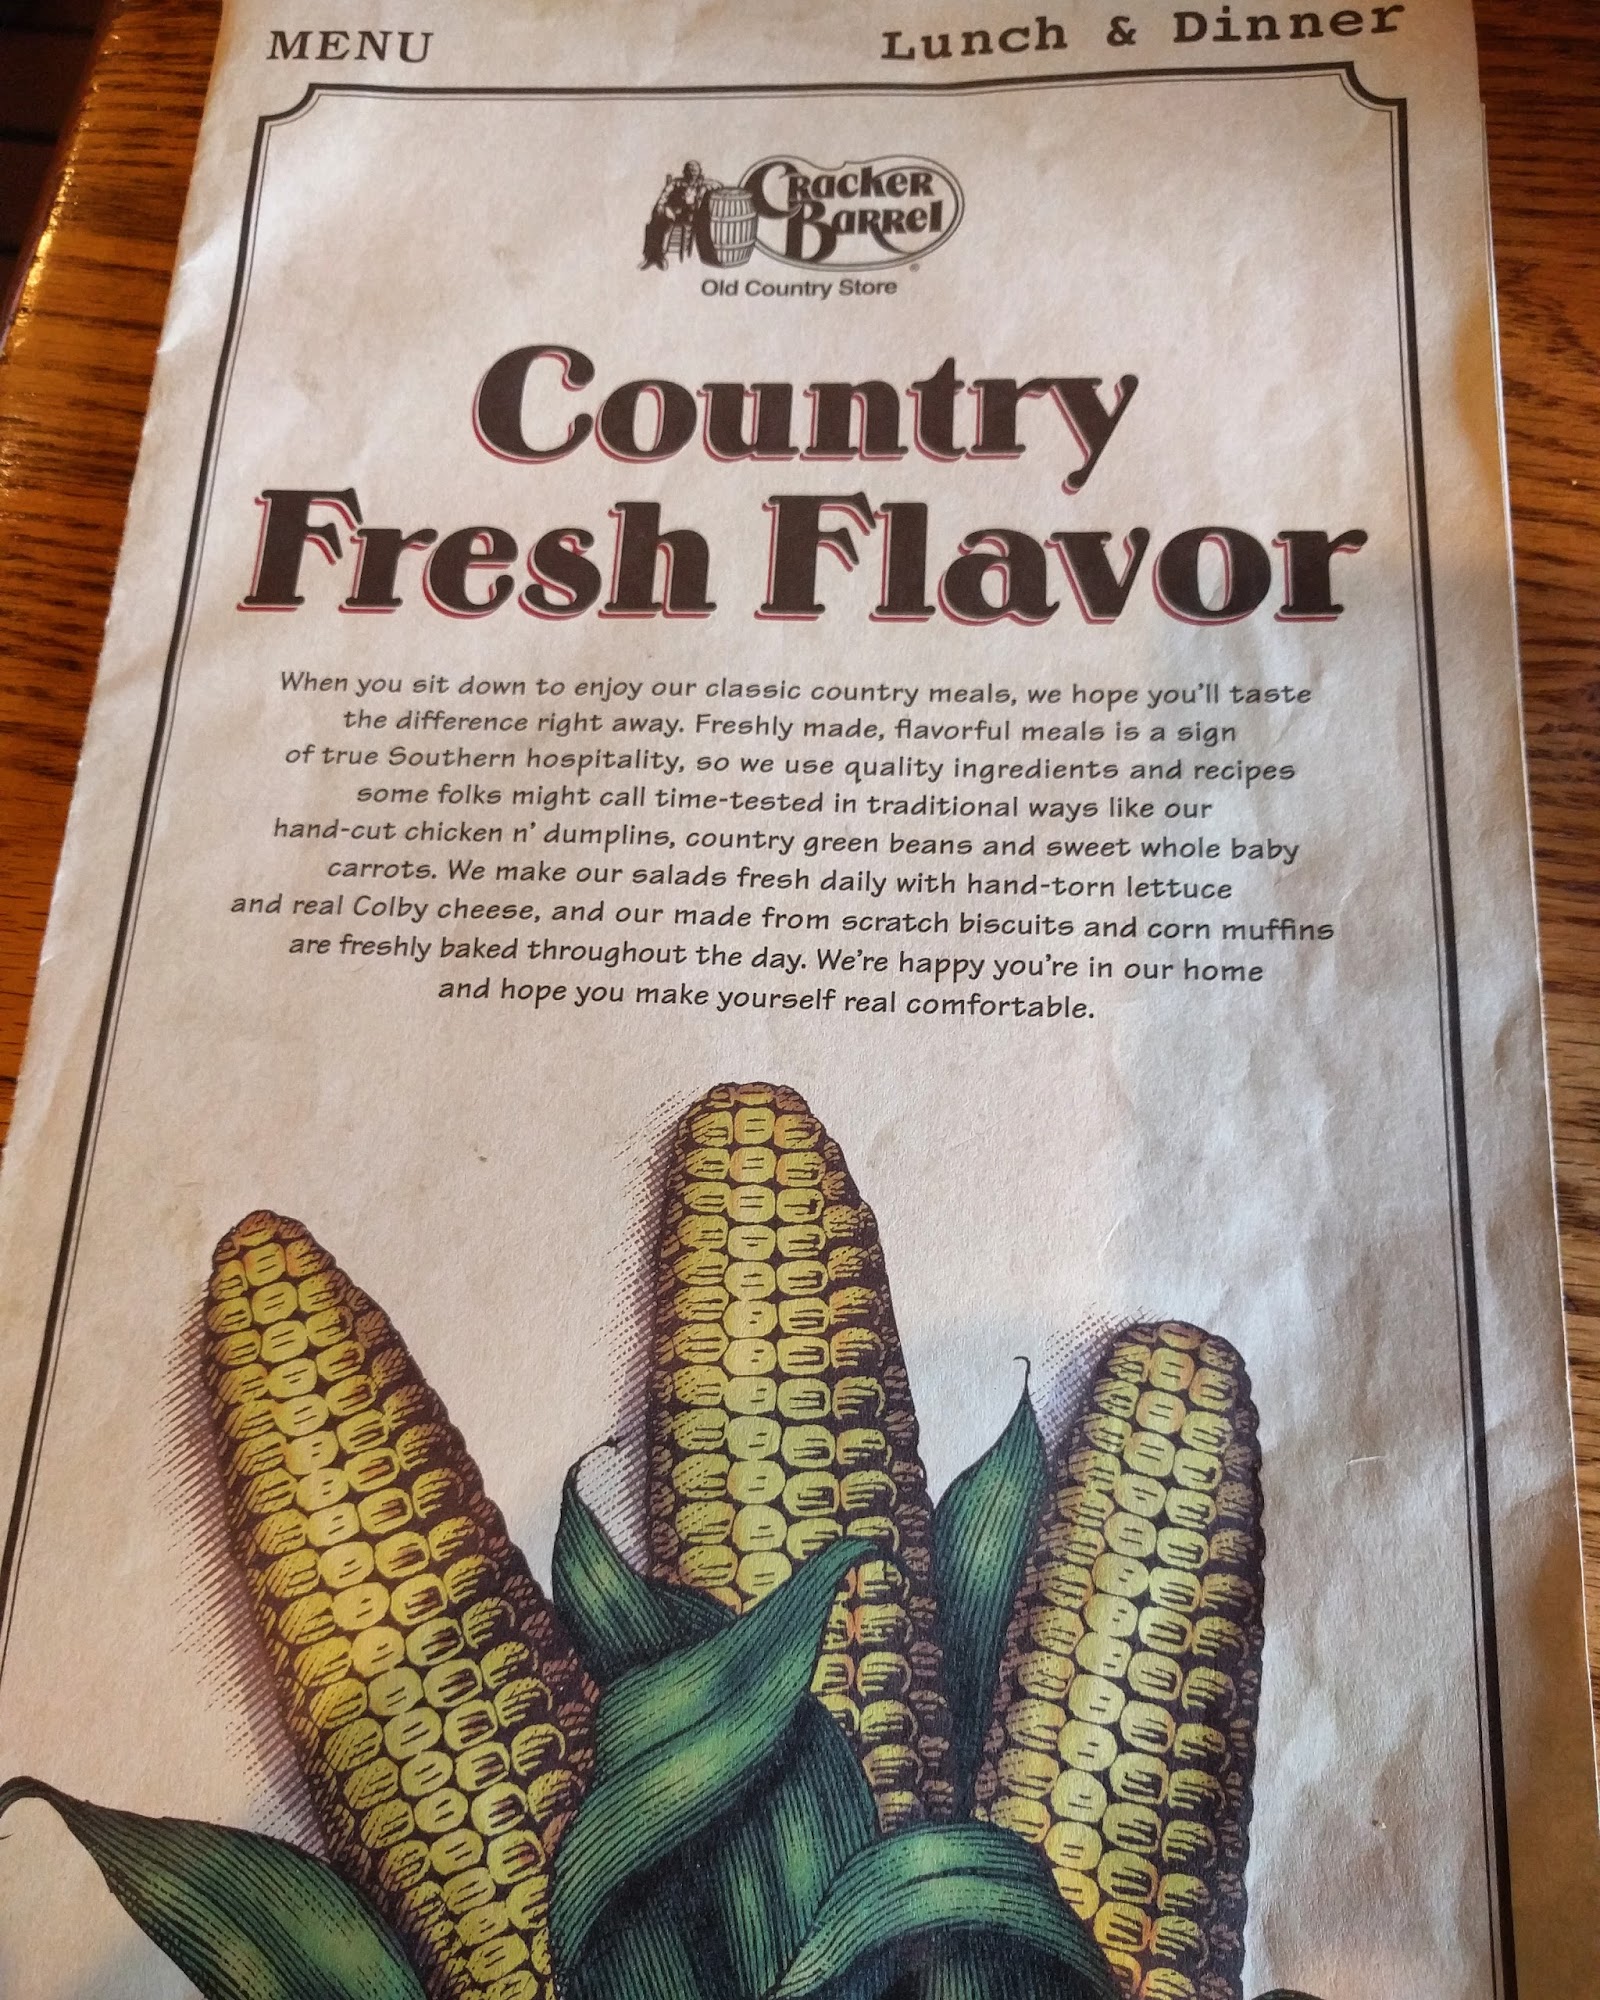 MENU
Lunch & Dinner
Cracker
Barrel
®
Old Country Store
Country
Fresh Flavor
When you sit down to enjoy our classic country meals, we hope you'll taste
the difference right away. Freshly made, flavorful meals is a sign
of true Southern hospitality, so we use quality ingredients and recipes
some folks might call time-tested in traditional ways like our
hand-cut chicken n' dumplins, country green beans and sweet whole baby
carrots. We make our salads fresh daily with hand-torn lettuce
and real Colby cheese, and our made from scratch biscuits and corn muffins
are freshly baked throughout the day. We're happy you're in our home
and hope you make yourself real comfortable.